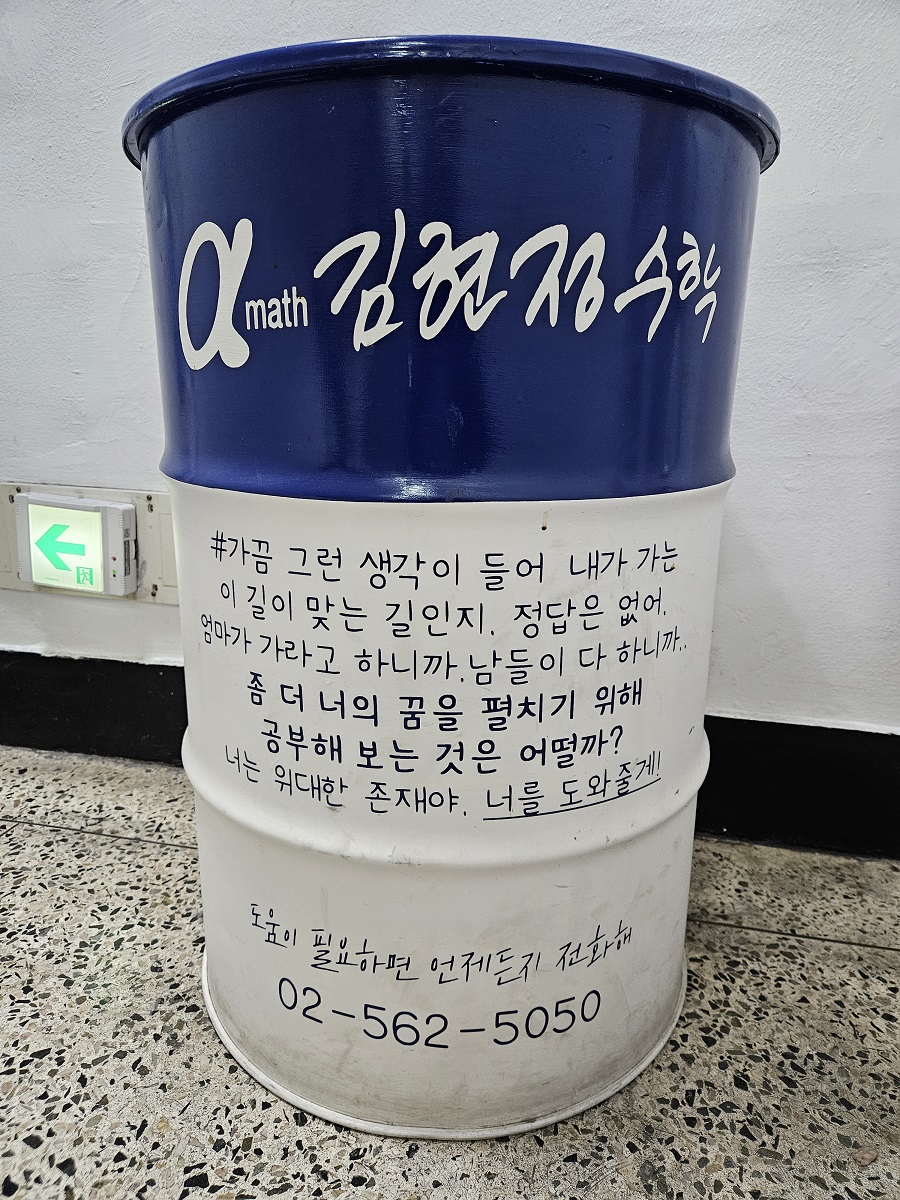 α math 김현정 수학
#가끔 그런 생각이 들어 내가 가는
이 길이 맞는 길인지. 정답은 없어.
엄마가 가라고 하니까.남들이 다 하니까..
좀 더 너의 꿈을 펼치기 위해
공부해 보는 것은 어떨까?
너는 위대한 존재야. 너를 도와줄게!
도움이 필요하면 언제든지 전화해
02-562-5050